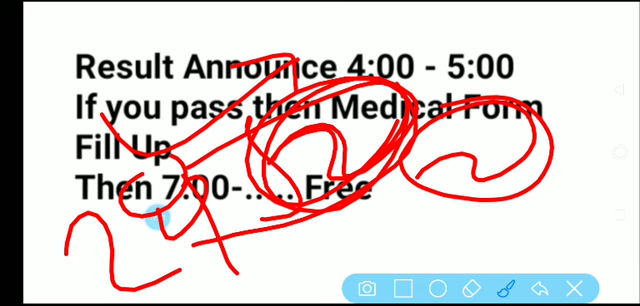 Result Announce 4:00 - 5:00
If you pass then Medical Form
Fill Up
Then 7:00-..... Free